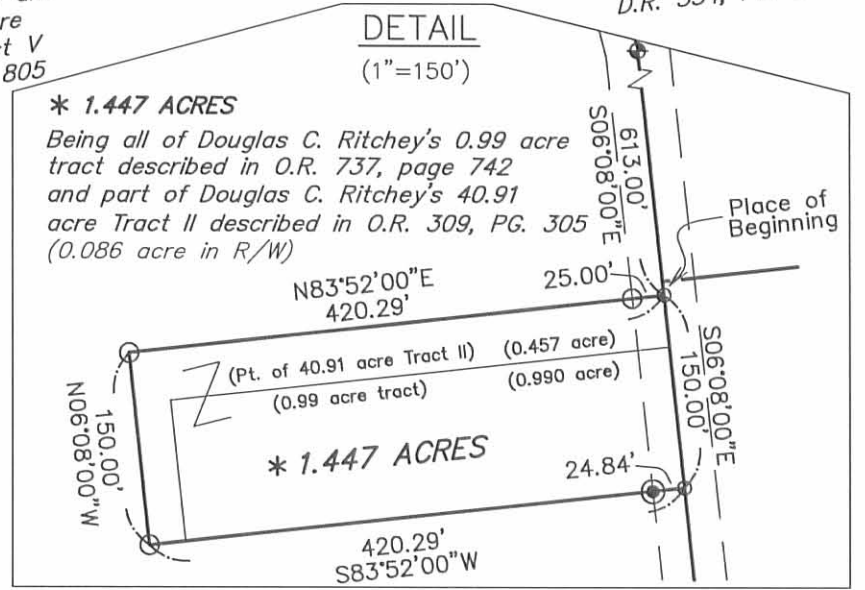 re
t V
805
D.R.
DETAIL
(1"=150')
* 1.447 ACRES
Being all of Douglas C. Ritchey's 0.99 acre
tract described in O.R. 737, page 742
and part of Douglas C. Ritchey's 40.91
acre Tract II described in O.R. 309, PG. 305
(0.086 acre in R/W)
613.00'
S06°08'00"E
Place of
Beginning
25.00'
N83°52'00"E
420.29'
(Pt. of 40.91 acre Tract II) (0.457 acre)
(0.99 acre tract) (0.990 acre)
S06°08'00"E
150.00'
150.00'
N06°08'00"W
* 1.447 ACRES
24.84'
420.29'
S83°52'00"W